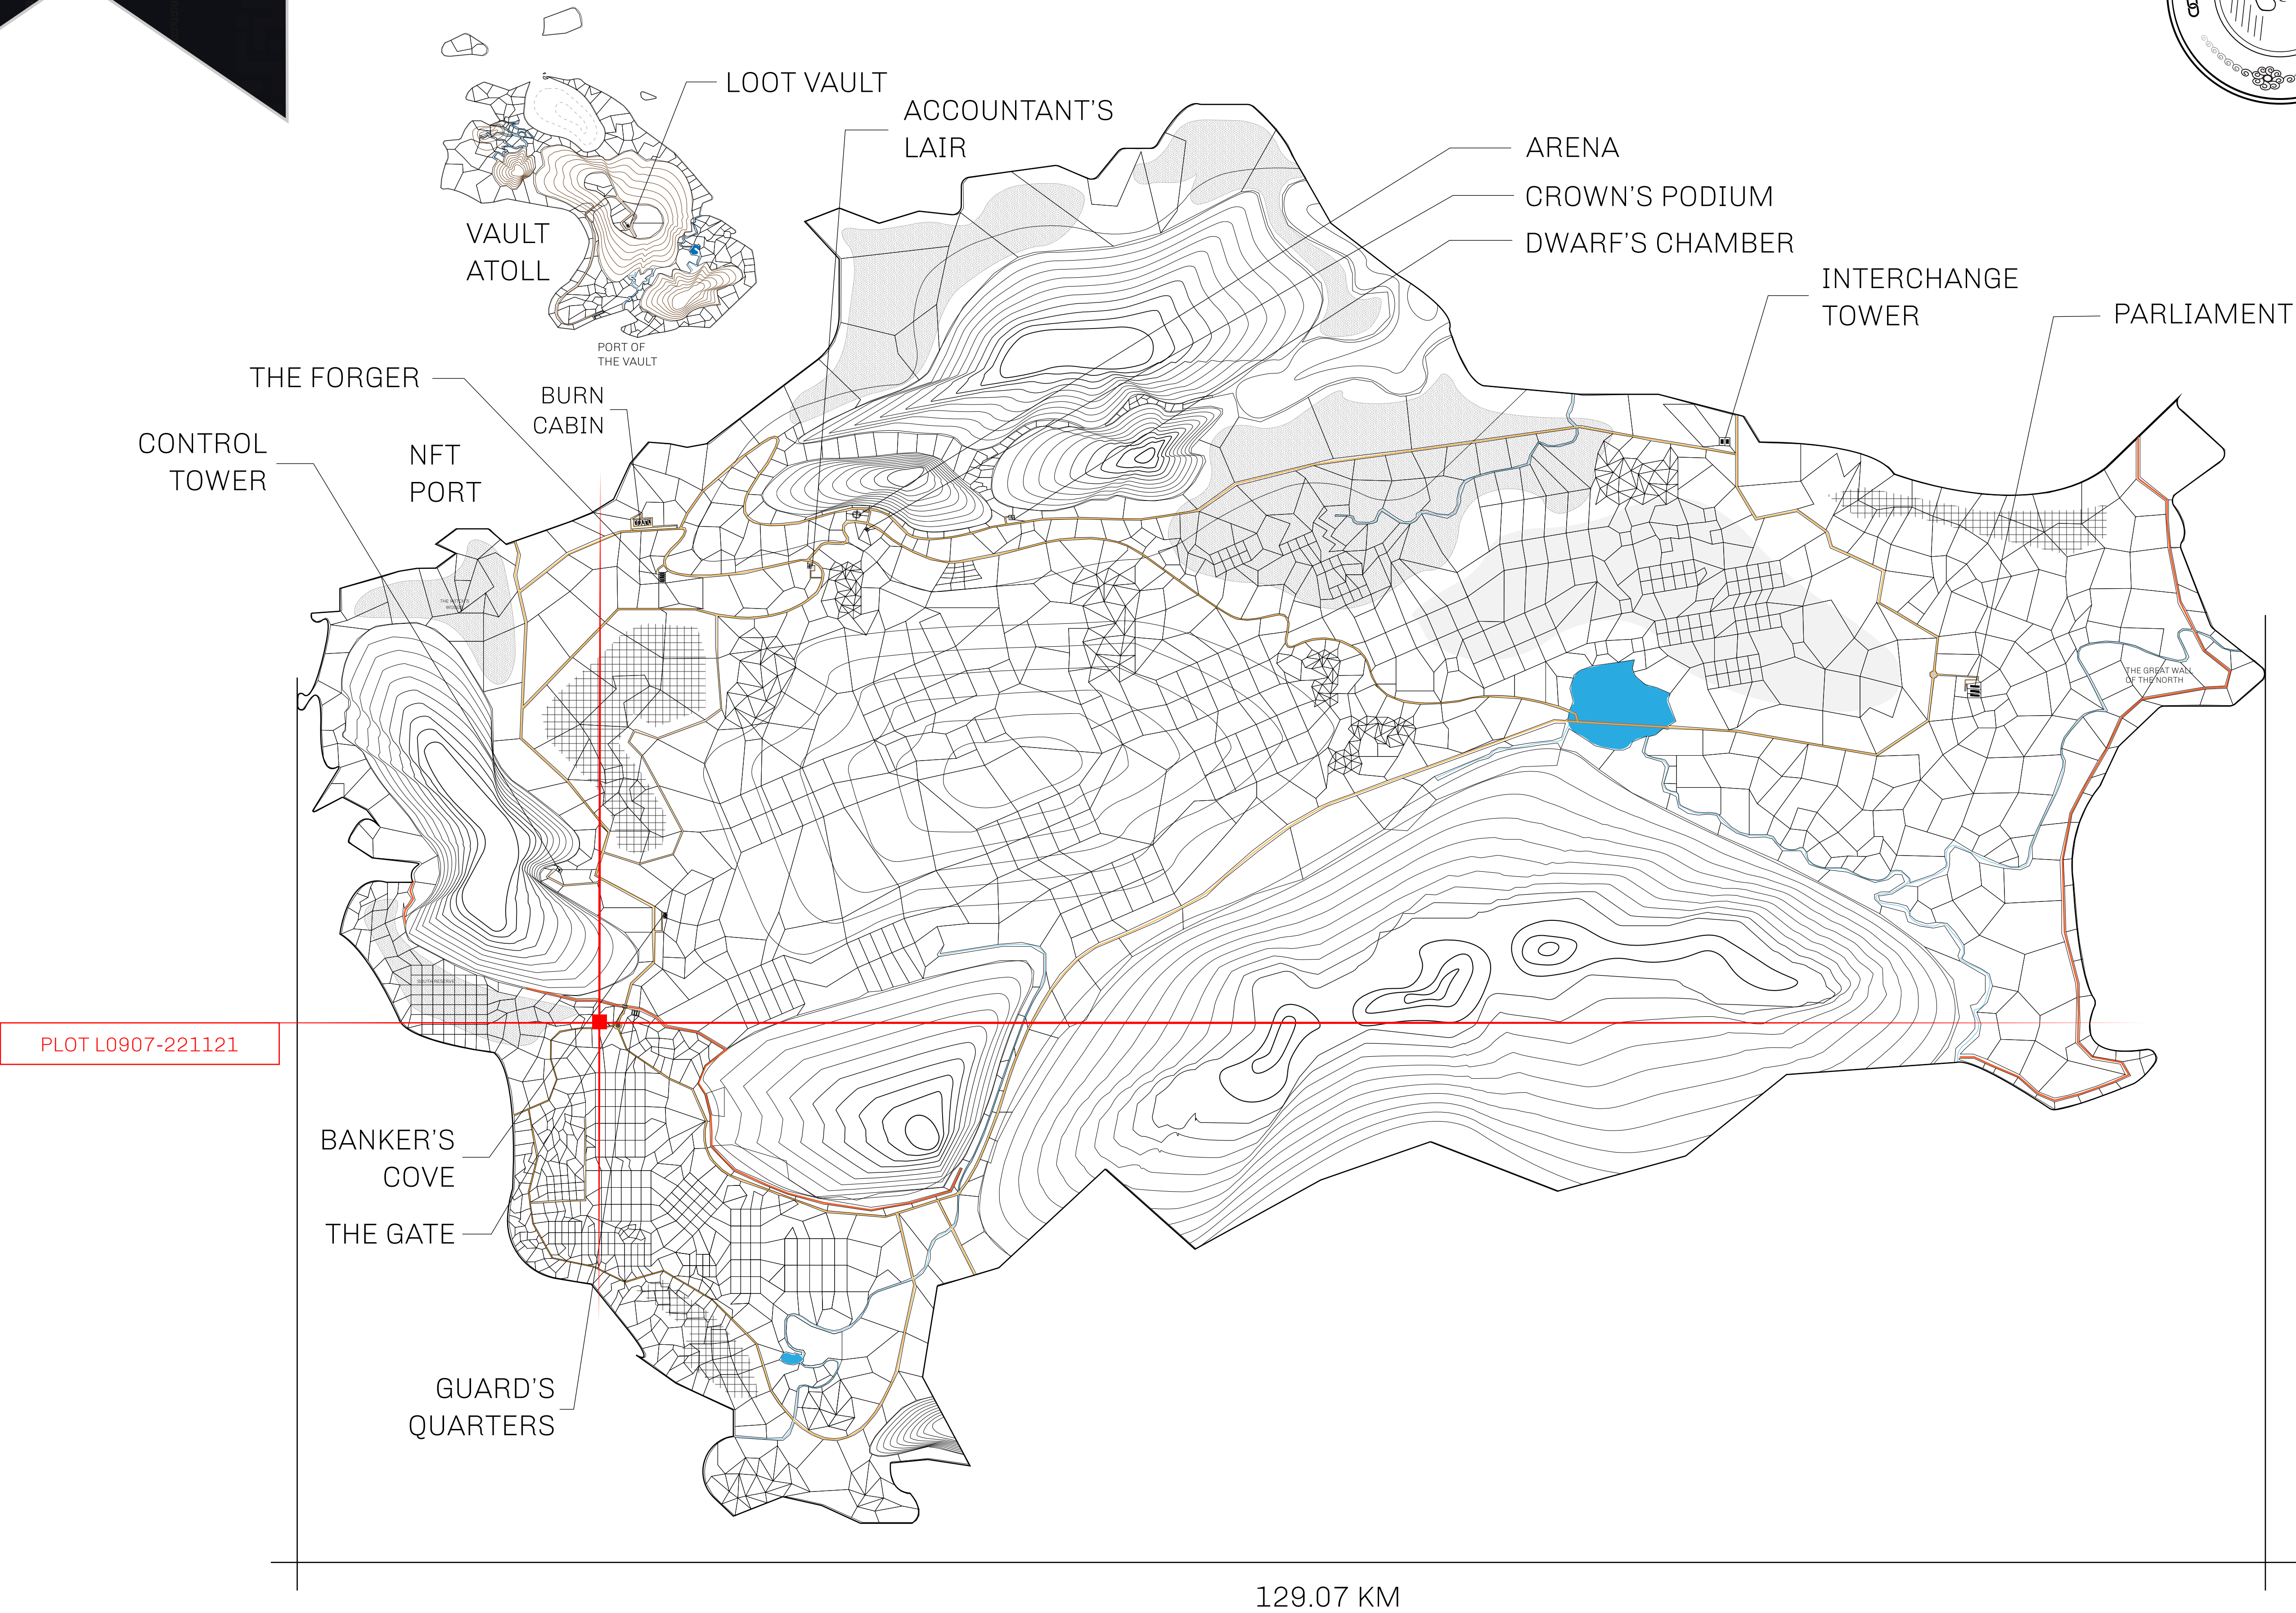 LOOT VAULT
ACCOUNTANT'S
LAIR
ARENA
CROWN'S PODIUM
DWARF'S CHAMBER
VAULT
ATOLL
INTERCHANGE
TOWER
PARLIAMENT
PORT OF
THE VAULT
THE FORGER
BURN
CABIN
CONTROL
TOWER
NFT
PORT
THE GREAT WALL
OF THE NORTH
SOUTH RESERVE
PLOT L0907-221121
BANKER'S
COVE
THE GATE
GUARD'S
QUARTERS
129.07 KM